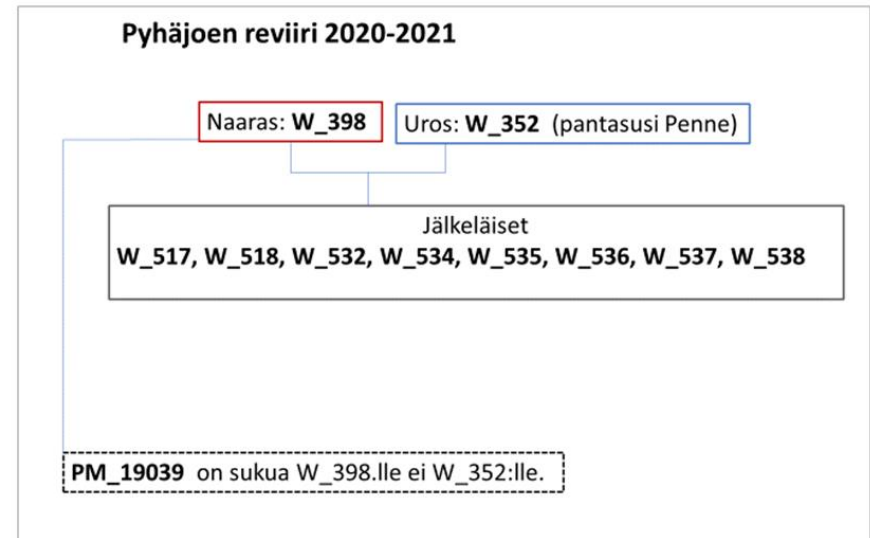 Pyhäjoen reviiri 2020-2021
Naaras: W_398
Uros: W_352 (pantasusi Penne)
Jälkeläiset
W_517, W_518, W_532, W_534, W_535, W_536, W_537, W_538
PM_19039 on sukua W_398.lle ei W_352:lle.